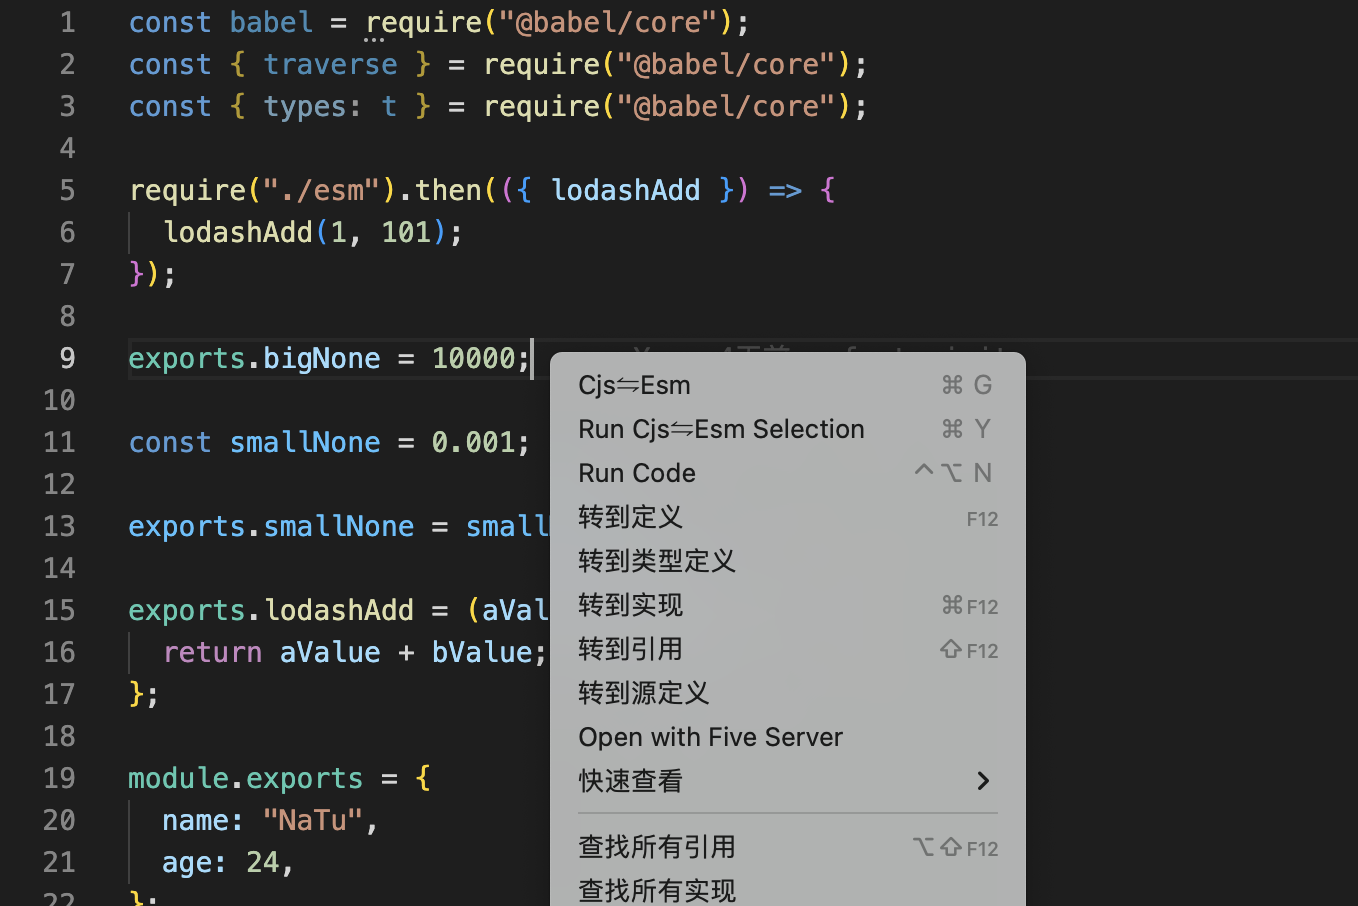 1 const babel = require("@babel/core");
2 const { traverse } = require("@babel/core");
3 const { types: t } = require("@babel/core");
4
5 require("./esm").then(({ lodashAdd }) => {
6 lodashAdd(1, 101);
7 });
8
9 exports.bigNone = 10000;
10
11 const smallNone = 0.001;
12
13 exports.smallNone = small
14
15 exports.lodashAdd = (aVal
16 return aValue + bValue;
17 };
18
19 module.exports = {
20 name: "NaTu",
21 age: 24,
22 };
Cjs⇋Esm ⌘ G
Run Cjs⇋Esm Selection ⌘ Y
Run Code ^⌥ N
转到定义 F12
转到类型定义
转到实现 ⌘F12
转到引用 ⇧F12
转到源定义
Open with Five Server
快速查看
查找所有引用 ⌥⇧F12
查找所有实现